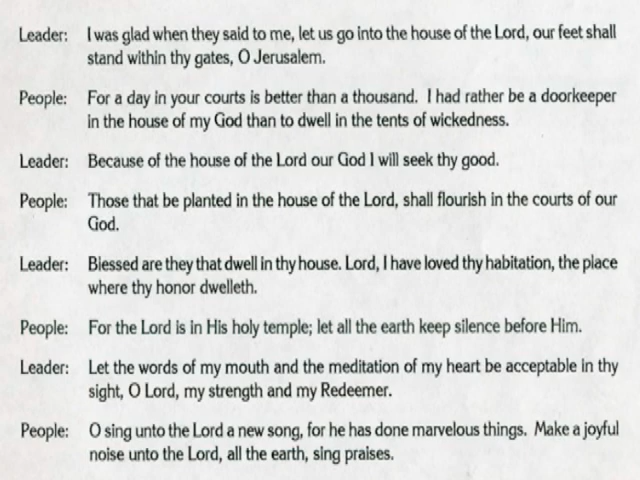 Leader: I was glad when they said to me, let us go into the house of the Lord, our feet shall
stand within thy gates, O Jerusalem.
People: For a day in your courts is better than a thousand. I had rather be a doorkeeper
in the house of my God than to dwell in the tents of wickedness.
Leader: Because of the house of the Lord our God I will seek thy good.
People: Those that be planted in the house of the Lord, shall flourish in the courts of our
God.
Leader: Blessed are they that dwell in thy house. Lord, I have loved thy habitation, the place
where thy honor dwelleth.
People: For the Lord is in His holy temple; let all the earth keep silence before Him.
Leader: Let the words of my mouth and the meditation of my heart be acceptable in thy
sight, O Lord, my strength and my Redeemer.
People: O sing unto the Lord a new song, for he has done marvelous things. Make a joyful
noise unto the Lord, all the earth, sing praises.